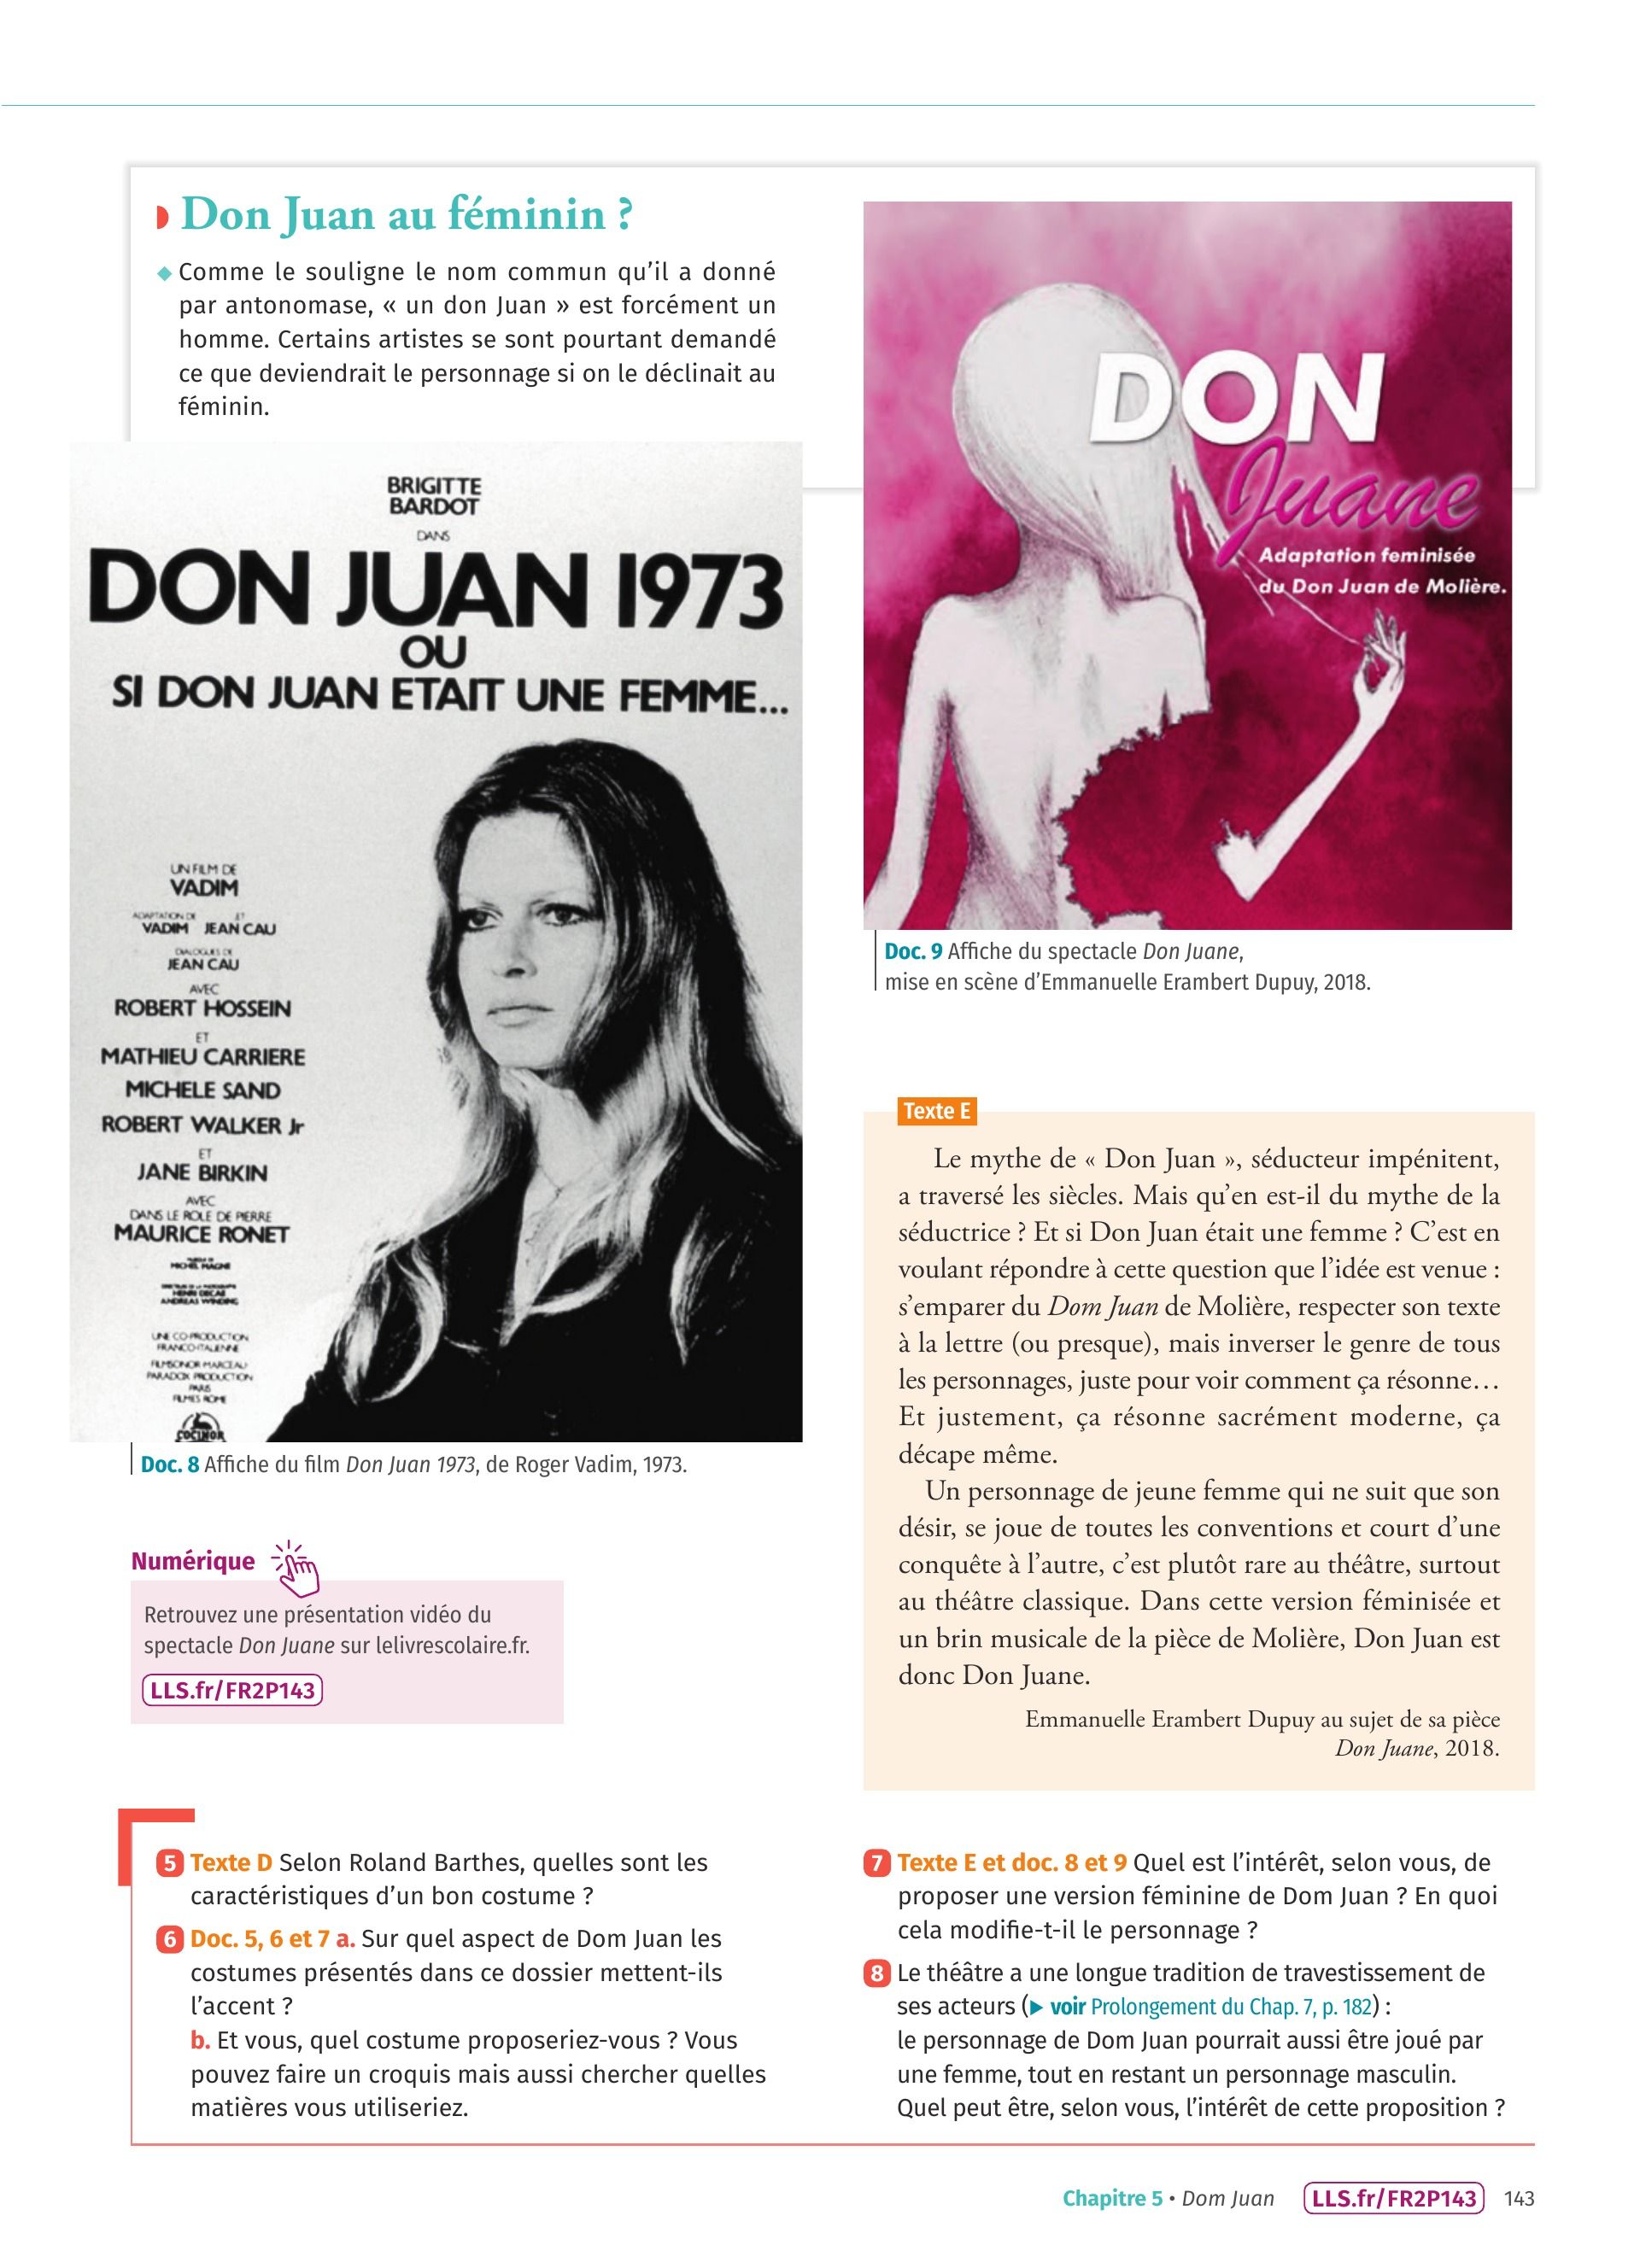 Don Juan au féminin ?
Comme le souligne le nom commun qu'il a donné
par antonomase, « un don Juan » est forcément un
homme. Certains artistes se sont pourtant demandé
ce que deviendrait le personnage si on le déclinait au
féminin.
BRIGITTE
BARDOT
DANS
DON JUAN 1973
OU
SI DON JUAN ETAIT UNE FEMME...
UN FILM DE
VADIM
ADAPTATION DE ET
VADIM JEAN CAU
DIALOGUES DE
JEAN CAU
AVEC
ROBERT HOSSEIN
ET
MATHIEU CARRIERE
MICHELE SAND
ROBERT WALKER Jr
ET
JANE BIRKIN
AVEC
DANS LE ROLE DE PIERRE
MAURICE RONET
MICHEL MAGNE
HENRI DECAE
ANDREAS WINDING
UNE CO-PRODUCTION
FRANCO-ITALIENNE
FILMSONOR MARCEAU
PARADOX PRODUCTION
PARIS
FILMES ROME
COCINOR
Doc. 8 Affiche du film Don Juan 1973, de Roger Vadim, 1973.
Numérique
Retrouvez une présentation vidéo du
spectacle Don Juane sur lelivrescolaire.fr.
LLS.fr/FR2P143
DON
Juane
Adaptation feminisée
du Don Juan de Molière.
Doc. 9 Affiche du spectacle Don Juane,
mise en scène d'Emmanuelle Erambert Dupuy, 2018.
Texte E
Le mythe de « Don Juan », séducteur impénitent,
a traversé les siècles. Mais qu'en est-il du mythe de la
séductrice ? Et si Don Juan était une femme ? C'est en
voulant répondre à cette question que l'idée est venue :
s'emparer du Dom Juan de Molière, respecter son texte
à la lettre (ou presque), mais inverser le genre de tous
les personnages, juste pour voir comment ça résonne…
Et justement, ça résonne sacrément moderne, ça
décape même.
Un personnage de jeune femme qui ne suit que son
désir, se joue de toutes les conventions et court d'une
conquête à l'autre, c'est plutôt rare au théâtre, surtout
au théâtre classique. Dans cette version féminisée et
un brin musicale de la pièce de Molière, Don Juan est
donc Don Juane.
Emmanuelle Erambert Dupuy au sujet de sa pièce
Don Juane, 2018.
5 Texte D Selon Roland Barthes, quelles sont les
caractéristiques d'un bon costume ?
6 Doc. 5, 6 et 7 a. Sur quel aspect de Dom Juan les
costumes présentés dans ce dossier mettent-ils
l'accent ?
b. Et vous, quel costume proposeriez-vous ? Vous
pouvez faire un croquis mais aussi chercher quelles
matières vous utiliseriez.
7 Texte E et doc. 8 et 9 Quel est l'intérêt, selon vous, de
proposer une version féminine de Dom Juan ? En quoi
cela modifie-t-il le personnage ?
8 Le théâtre a une longue tradition de travestissement de
ses acteurs (▶ voir Prolongement du Chap. 7, p. 182) :
le personnage de Dom Juan pourrait aussi être joué par
une femme, tout en restant un personnage masculin.
Quel peut être, selon vous, l'intérêt de cette proposition ?
Chapitre 5 • Dom Juan LLS.fr/FR2P143 143